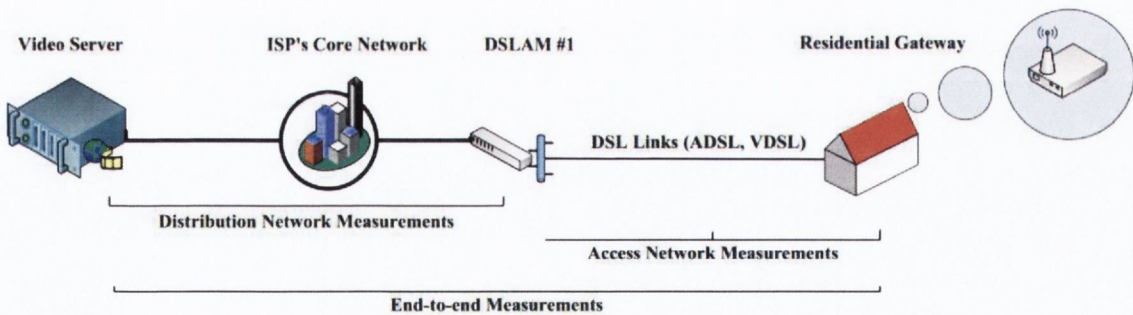 Video Server
ISP's Core Network
DSLAM #1
Residential Gateway
DSL Links (ADSL, VDSL)
Distribution Network Measurements
Access Network Measurements
End-to-end Measurements